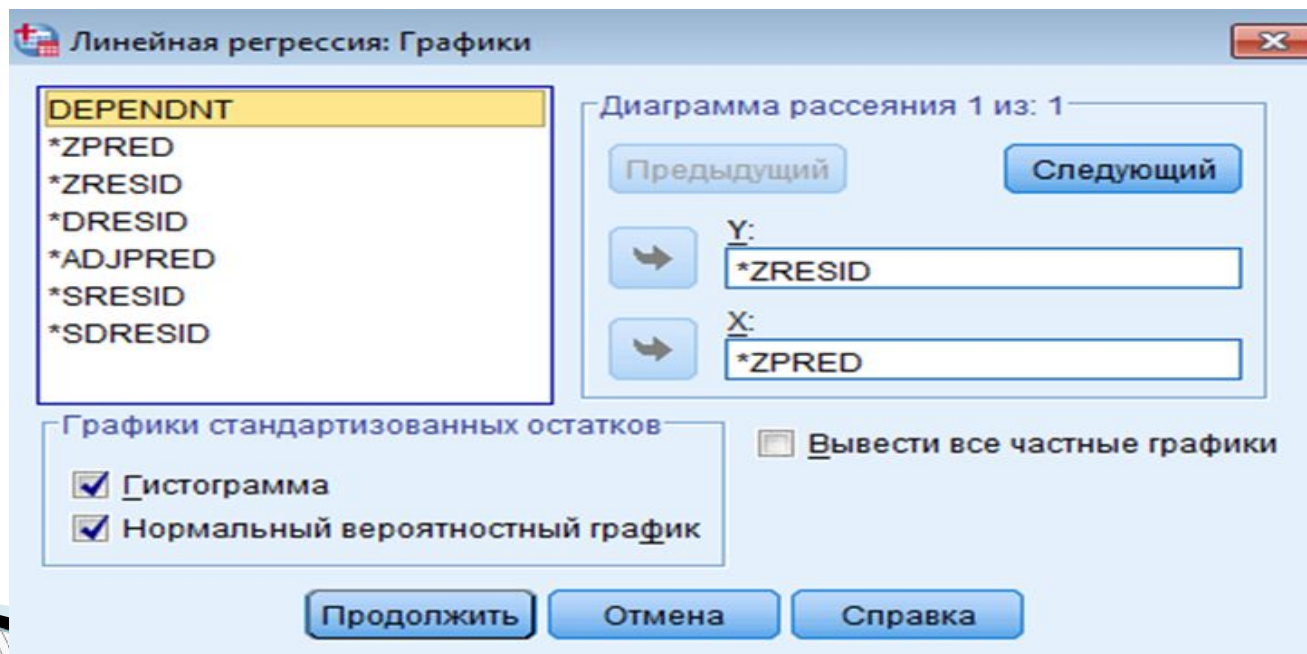 Линейная регрессия: Графики
DEPENDNT
*ZPRED
*ZRESID
*DRESID
*ADJPRED
*SRESID
*SDRESID
Диаграмма рассеяния 1 из: 1
Предыдущий
Следующий
Y:
*ZRESID
X:
*ZPRED
Графики стандартизованных остатков
Гистограмма
Нормальный вероятностный график
Вывести все частные графики
Продолжить
Отмена
Справка